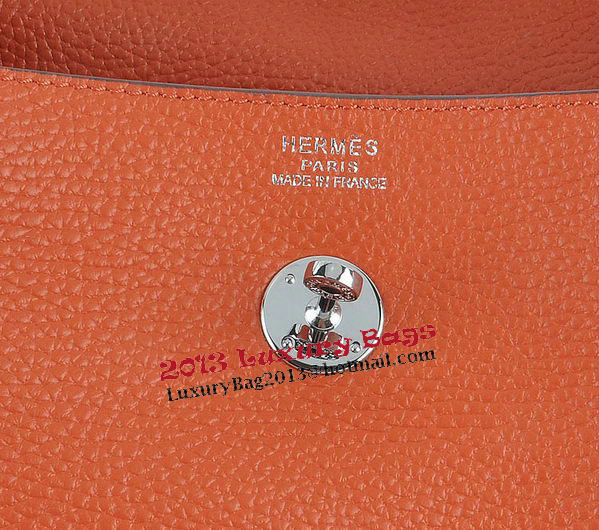 HERMÈS
PARIS
MADE IN FRANCE
2013 Luxury Bags
LuxuryBag2013@hotmail.com